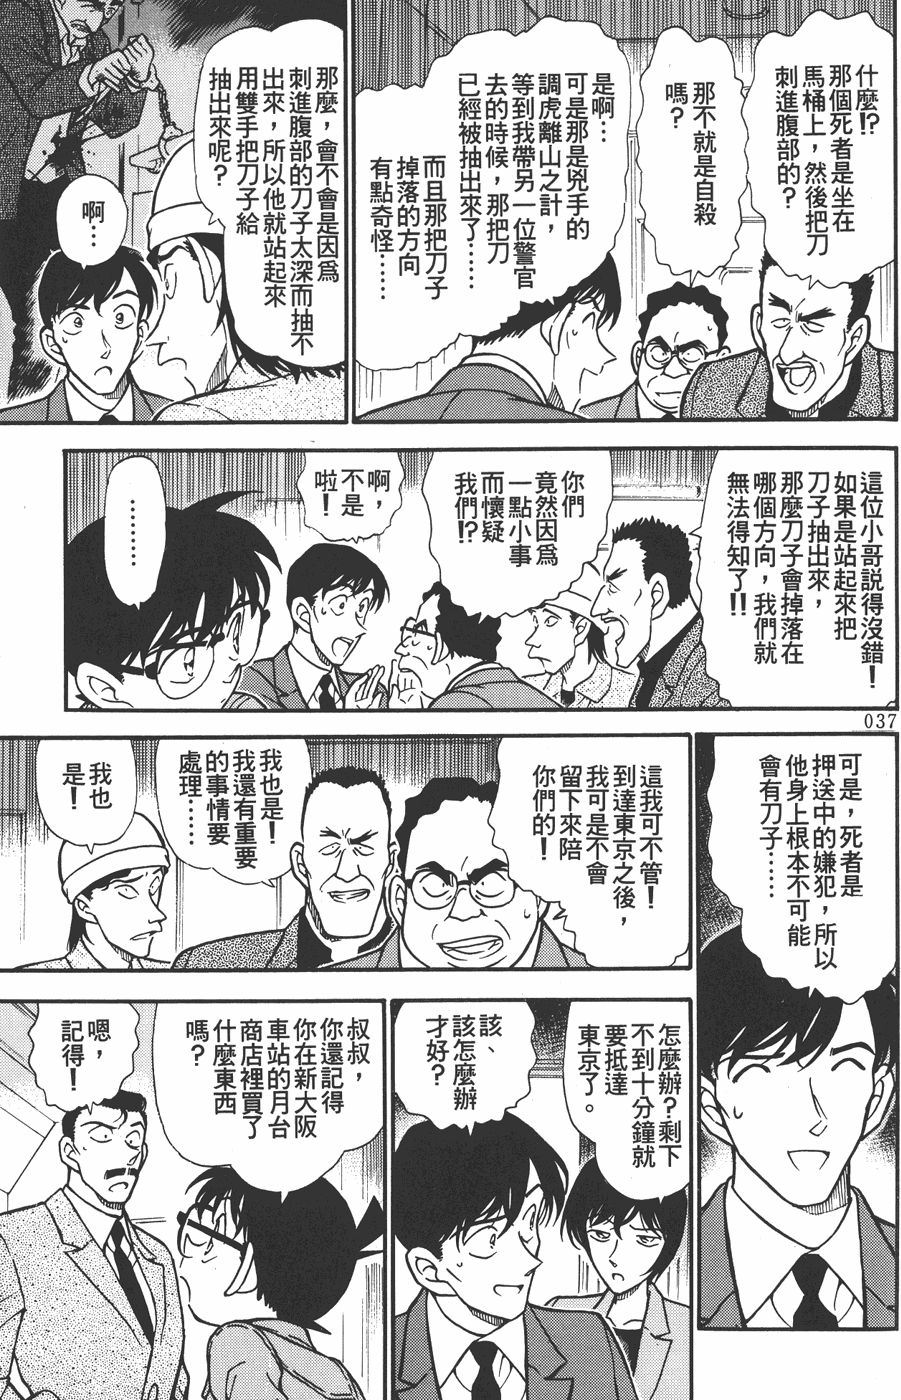 什麼!?
那個死者是坐在
馬桶上，然後把刀
刺進腹部的？
那不就是自殺
嗎？
是啊…
可是那是兇手的
調虎離山之計，
等到我帶另一位警官
去的時候，那把刀
已經被抽出來了……
而且那把刀子
掉落的方向
有點奇怪……
那麼，會不會是因為
刺進腹部的刀子太深而抽不
出來，所以他就站起來
用雙手把刀子給
抽出來呢？
啊…
這位小哥說得沒錯！
如果是站起來把
刀子抽出來，
那麼刀子會掉落在
哪個方向，我們就
無法得知了!!
你們
竟然因為
一點小事
而懷疑
我們!?
啊，
不是
啦！
………
037
可是，死者是
押送中的嫌犯，所以
他身上根本不可能
會有刀子……
這我可不管！
到達東京之後，
我可是不會
留下來陪
你們的！
我也是！
我還有重要
的事情要
處理……
我也
是！
怎麼辦？剩下
不到十分鐘就
要抵達
東京了。
該、
該怎麼辦
才好？
叔叔，
你還記得
你在新大阪
車站的月台
商店裡買了
什麼東西
嗎？
嗯，
記得！